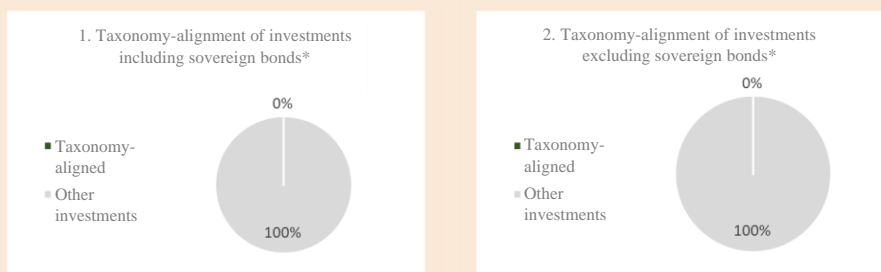 1. Taxonomy-alignment of investments
including sovereign bonds*
0%
Taxonomy-
aligned
Other
investments
100%
2. Taxonomy-alignment of investments
excluding sovereign bonds*
0%
Taxonomy-
aligned
Other
investments
100%